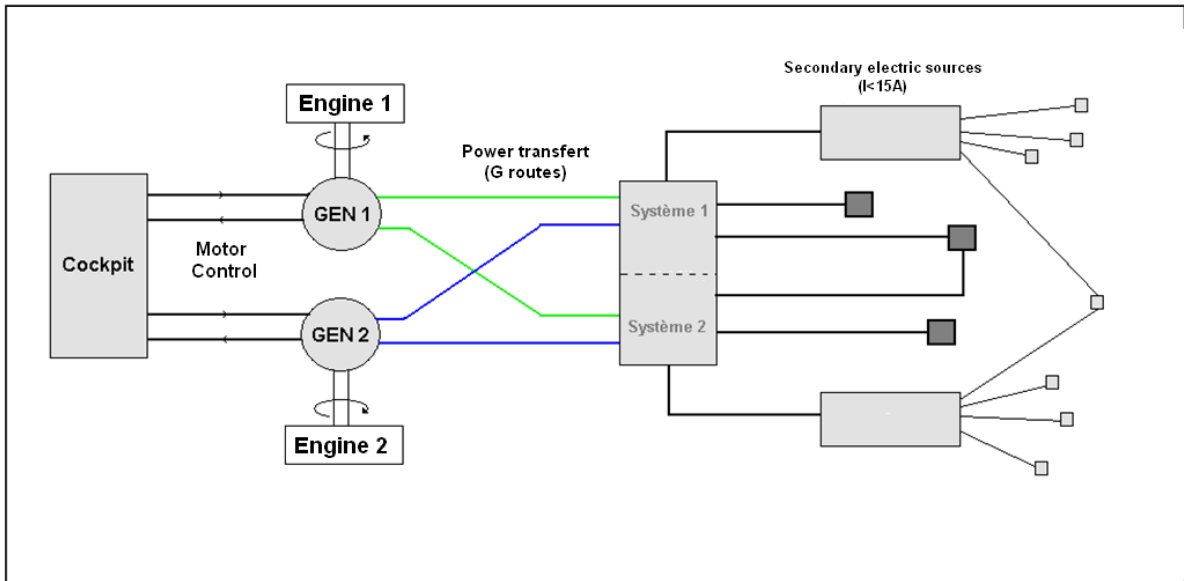 Secondary electric sources
(I<15A)
Engine 1
Power transfert
(G routes)
GEN 1
Système 1
Motor
Control
Cockpit
GEN 2
Système 2
Engine 2